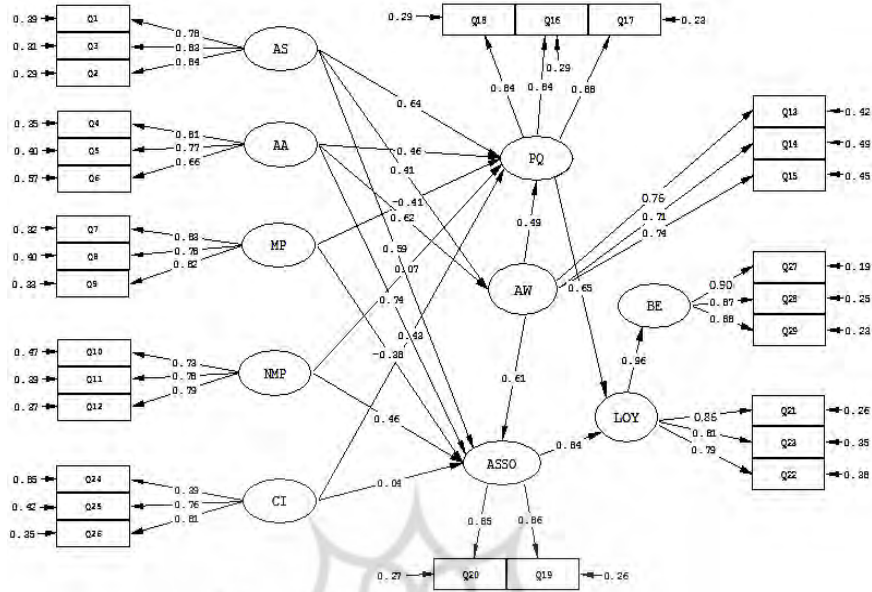 0.29 Q18 Q16 Q17 0.23
0.39 Q1 0.78
0.31 Q3 0.83 AS
0.29 Q2 0.84
0.29
0.84 0.84 0.88
0.64
0.35 Q4 0.81
0.40 Q5 0.77 AA
0.57 Q6 0.66
0.46 PQ
0.41
Q13 0.42
Q14 0.49
Q15 0.45
0.76
0.71
0.74
-0.41
0.62 0.49
0.32 Q7 0.83
0.40 Q8 0.78 MP
0.33 Q9 0.82
0.59
0.07
0.74 AW 0.65
Q27 0.19
Q28 0.25
Q29 0.23
BE 0.90
0.87
0.88
0.43
-0.38
0.96
0.47 Q10 0.73
0.39 Q11 0.78 NMP
0.37 Q12 0.79
0.61
0.46
LOY 0.86 Q21 0.26
0.81 Q23 0.35
0.79 Q22 0.38
ASSO 0.84
0.85 Q24 0.39
0.42 Q25 0.76 CI 0.04
0.35 Q26 0.81
0.85 0.86
0.27 Q20 Q19 0.26